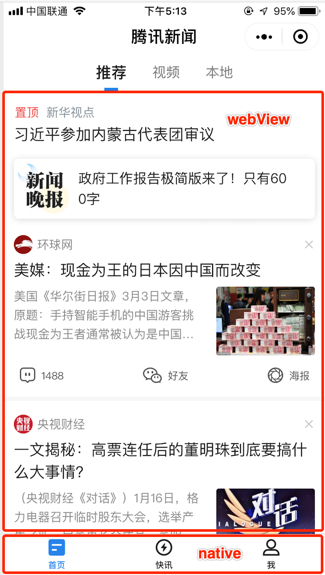 中国联通
下午5:13
95%
腾讯新闻
推荐 视频 本地
置顶 新华视点
webView
习近平参加内蒙古代表团审议
新闻
晚报
政府工作报告极简版来了！只有60
0字
环球网
美媒：现金为王的日本因中国而改变
美国《华尔街日报》3月3日文章，
原题：手持智能手机的中国游客挑
战现金为王者通常被认为是中国…
1488 好友 海报
央视财经
央视财经
一文揭秘：高票连任后的董明珠到底要搞什
么大事情？
（央视财经《对话》）1月16日，格
力电器召开临时股东大会，选举产
对话
DIALOGUE
native
首页 快讯 我